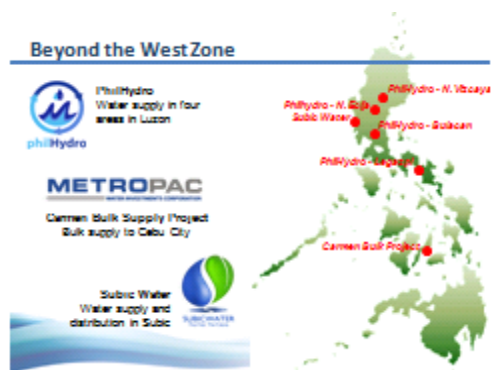 Beyond the West Zone
PhilHydro
Water supply in four
areas in Luzon
philHydro
METROPAC
WATER INVESTMENTS CORPORATION
Carmen Bulk Supply Project
Bulk supply to Cebu City
Subic Water
Water supply and
distribution in Subic
SUBICWATER
PhilHydro - N. Vizcaya
PhilHydro - N. Ecija
Subic Water
PhilHydro - Bulacan
PhilHydro - Legazpi
Carmen Bulk Project